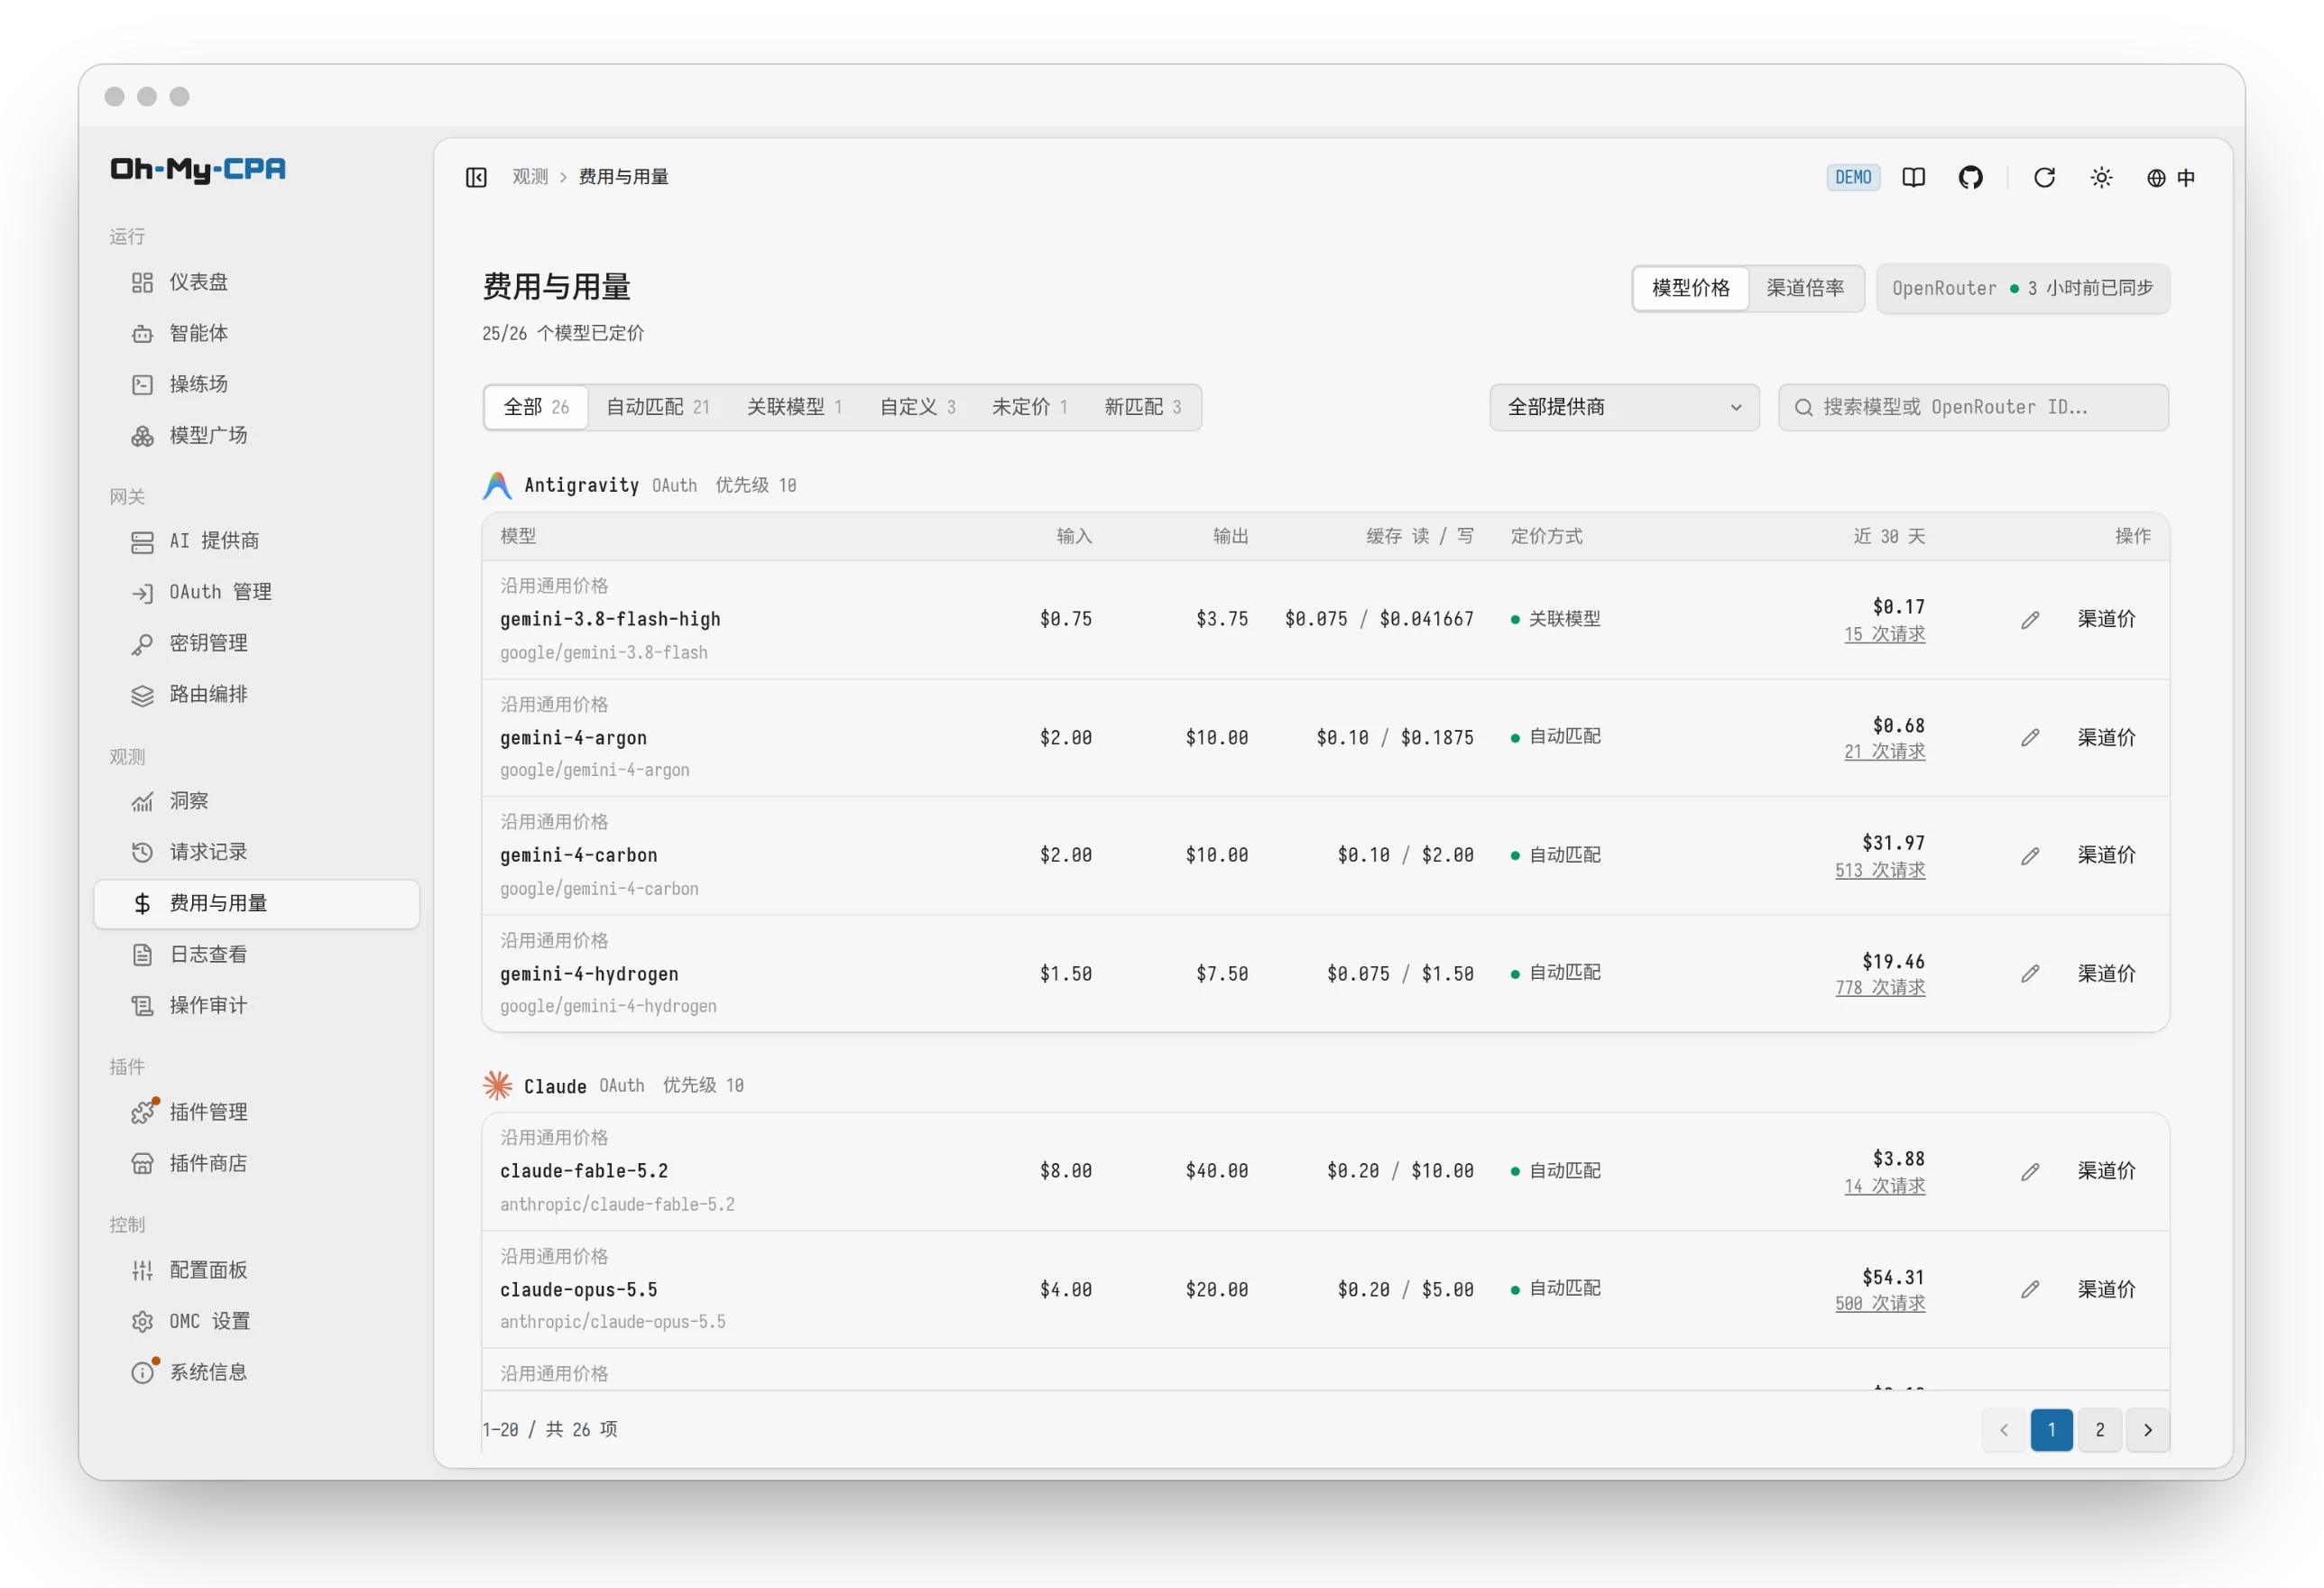 Oh-My-CPA
运行
仪表盘
智能体
操练场
模型广场
网关
AI 提供商
OAuth 管理
密钥管理
路由编排
观测
洞察
请求记录
费用与用量
日志查看
操作审计
插件
插件管理
插件商店
控制
配置面板
OMC 设置
系统信息
观测 > 费用与用量
DEMO
中
费用与用量
25/26 个模型已定价
模型价格 渠道倍率
OpenRouter 3 小时前已同步
全部 26 自动匹配 21 关联模型 1 自定义 3 未定价 1 新匹配 3
全部提供商
搜索模型或 OpenRouter ID...
Antigravity OAuth 优先级 10
模型 输入 输出 缓存 读 / 写 定价方式 近 30 天 操作
沿用通用价格
gemini-3.8-flash-high $0.75 $3.75 $0.075 / $0.041667 关联模型 $0.17 渠道价
google/gemini-3.8-flash 15 次请求
沿用通用价格
gemini-4-argon $2.00 $10.00 $0.10 / $0.1875 自动匹配 $0.68 渠道价
google/gemini-4-argon 21 次请求
沿用通用价格
gemini-4-carbon $2.00 $10.00 $0.10 / $2.00 自动匹配 $31.97 渠道价
google/gemini-4-carbon 513 次请求
沿用通用价格
gemini-4-hydrogen $1.50 $7.50 $0.075 / $1.50 自动匹配 $19.46 渠道价
google/gemini-4-hydrogen 778 次请求
Claude OAuth 优先级 10
沿用通用价格
claude-fable-5.2 $8.00 $40.00 $0.20 / $10.00 自动匹配 $3.88 渠道价
anthropic/claude-fable-5.2 14 次请求
沿用通用价格
claude-opus-5.5 $4.00 $20.00 $0.20 / $5.00 自动匹配 $54.31 渠道价
anthropic/claude-opus-5.5 500 次请求
沿用通用价格
1-20 / 共 26 项
1 2